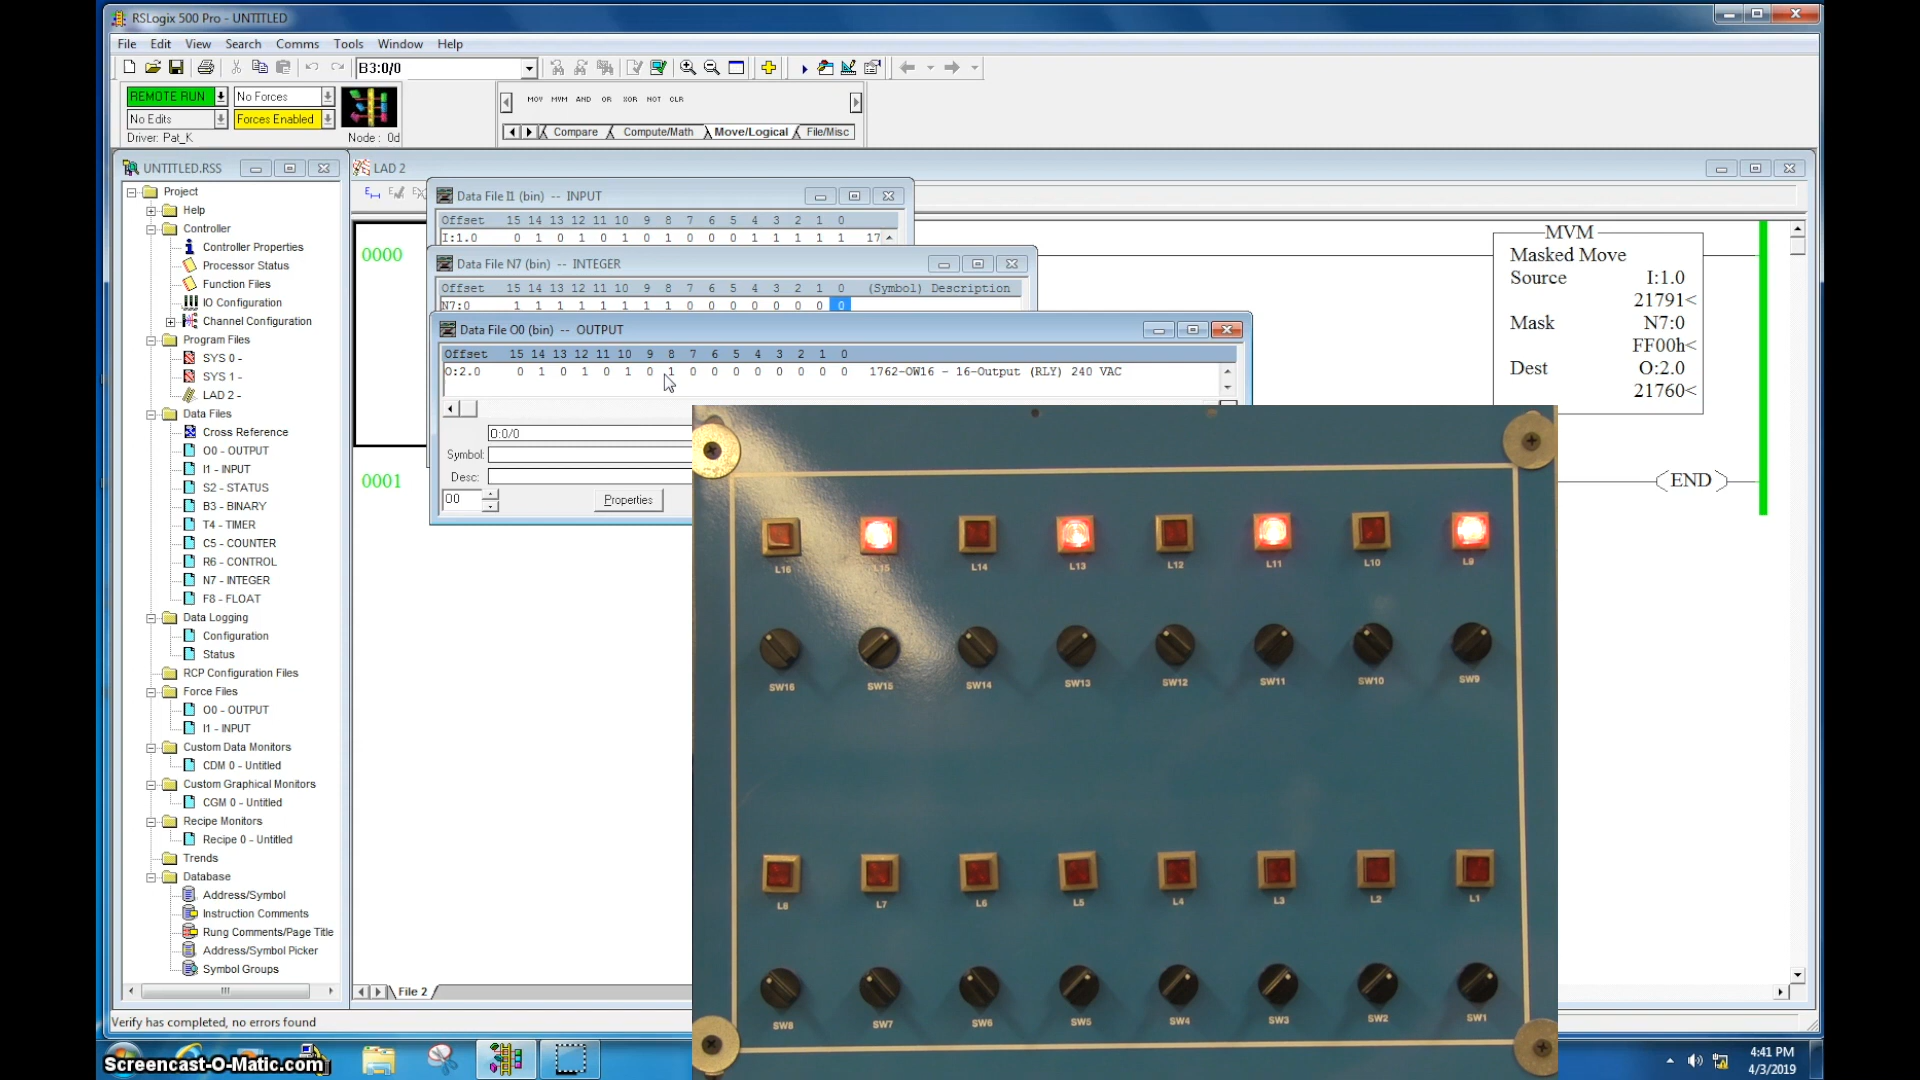 RSLogix 500 Pro - UNTITLED
File Edit View Search Comms Tools Window Help
B3:0/0
REMOTE RUN No Forces
No Edits Forces Enabled
Driver: Pat_K Node : 0d
MOV MVM AND OR XOR NOT CLR
Compare Compute/Math Move/Logical File/Misc
UNTITLED.RSS
Project
Help
Controller
Controller Properties
Processor Status
Function Files
IO Configuration
Channel Configuration
Program Files
SYS 0 -
SYS 1 -
LAD 2 -
Data Files
Cross Reference
O0 - OUTPUT
I1 - INPUT
S2 - STATUS
B3 - BINARY
T4 - TIMER
C5 - COUNTER
R6 - CONTROL
N7 - INTEGER
F8 - FLOAT
Data Logging
Configuration
Status
RCP Configuration Files
Force Files
O0 - OUTPUT
I1 - INPUT
Custom Data Monitors
CDM 0 - Untitled
Custom Graphical Monitors
CGM 0 - Untitled
Recipe Monitors
Recipe 0 - Untitled
Trends
Database
Address/Symbol
Instruction Comments
Rung Comments/Page Title
Address/Symbol Picker
Symbol Groups
LAD 2
0000
0001
Data File I1 (bin) -- INPUT
Offset 15 14 13 12 11 10 9 8 7 6 5 4 3 2 1 0
I:1.0 0 1 0 1 0 1 0 1 0 0 0 1 1 1 1 1 17
Data File N7 (bin) -- INTEGER
Offset 15 14 13 12 11 10 9 8 7 6 5 4 3 2 1 0 (Symbol) Description
N7:0 1 1 1 1 1 1 1 1 0 0 0 0 0 0 0 0
Data File O0 (bin) -- OUTPUT
Offset 15 14 13 12 11 10 9 8 7 6 5 4 3 2 1 0
O:2.0 0 1 0 1 0 1 0 1 0 0 0 0 0 0 0 0 1762-OW16 - 16-Output (RLY) 240 VAC
O:0/0
Symbol:
Desc:
O0 Properties
MVM
Masked Move
Source I:1.0
21791<
Mask N7:0
FF00h<
Dest O:2.0
21760<
END
L16 L15 L14 L13 L12 L11 L10 L9
SW16 SW15 SW14 SW13 SW12 SW11 SW10 SW9
L8 L7 L6 L5 L4 L3 L2 L1
SW8 SW7 SW6 SW5 SW4 SW3 SW2 SW1
File 2
Verify has completed, no errors found
Screencast-O-Matic.com
4:41 PM
4/3/2019